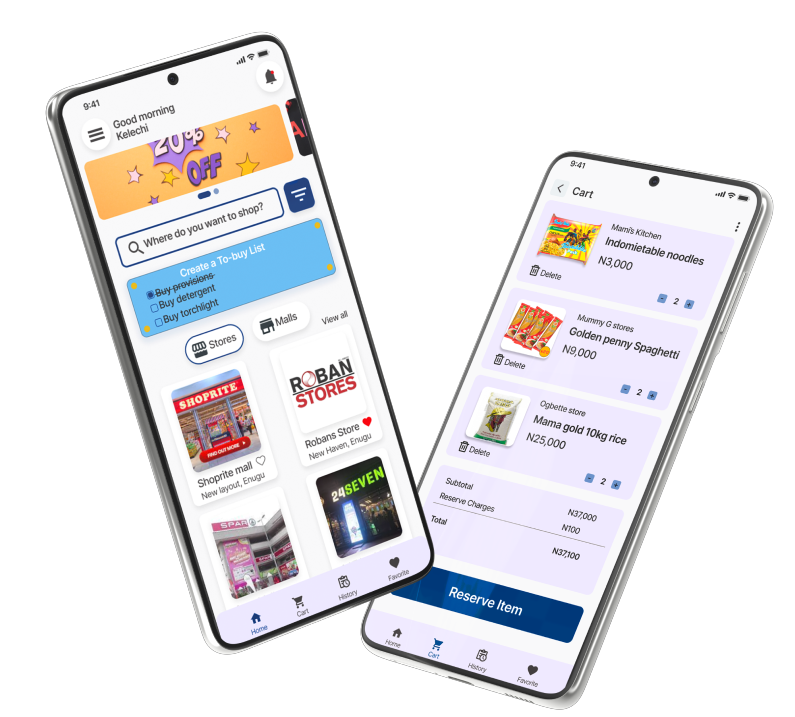 9:41
Good morning
Kelechi
20%
OFF
Where do you want to shop?
Create a To-buy List
Buy provisions
Buy detergent
Buy torchlight
Stores
Malls
View all
SHOPRITE
FIND OUT MORE
Shoprite mall
New layout, Enugu
ROBAN
STORES
Robans Store
New Haven, Enugu
SPAR
24SEVEN
Home
Cart
History
Favorite
9:41
Cart
Mami's Kitchen
Indomietable noodles
N3,000
Delete
2
Mummy G stores
Golden penny Spaghetti
N9,000
Delete
2
Ogbette store
Mama gold 10kg rice
N25,000
Delete
2
Subtotal
N37,000
Reserve Charges
N100
Total
N37,100
Reserve Item
Home
Cart
History
Favorite